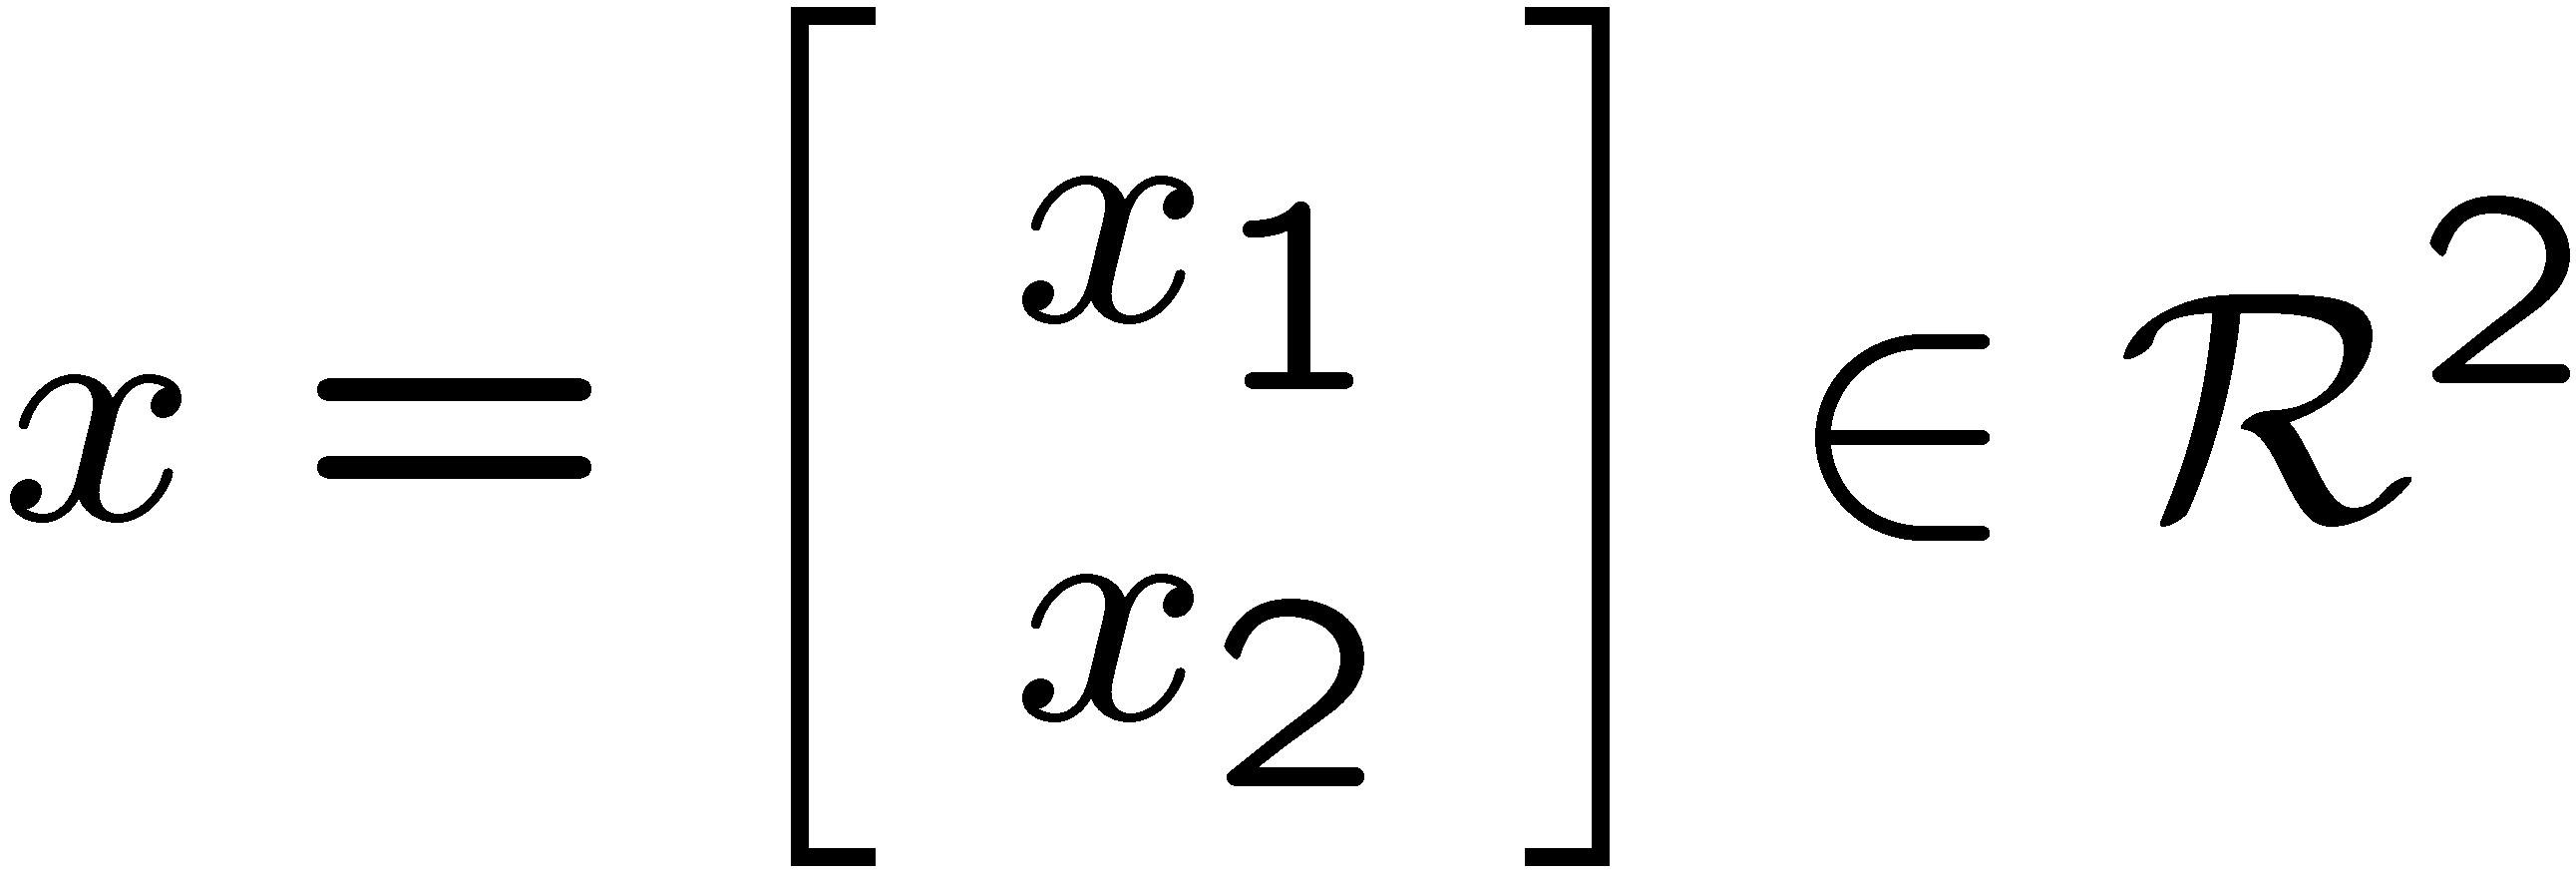 x = [ x₁ x₂ ] ∈ ℛ²